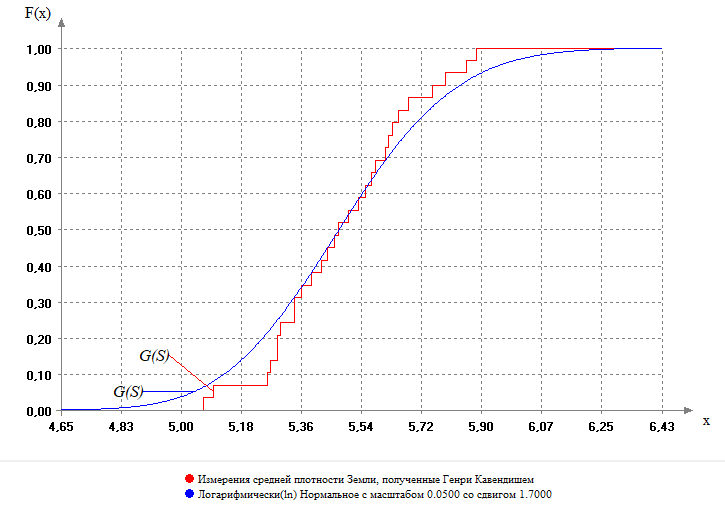 F(x)
1,00
0,90
0,80
0,70
0,60
0,50
0,40
0,30
0,20
0,10
0,00
G(S)
G(S)
4,65 4,83 5,00 5,18 5,36 5,54 5,72 5,90 6,07 6,25 6,43
x
Измерения средней плотности Земли, полученные Генри Кавендишем
Логарифмически(ln) Нормальное с масштабом 0.0500 со сдвигом 1.7000